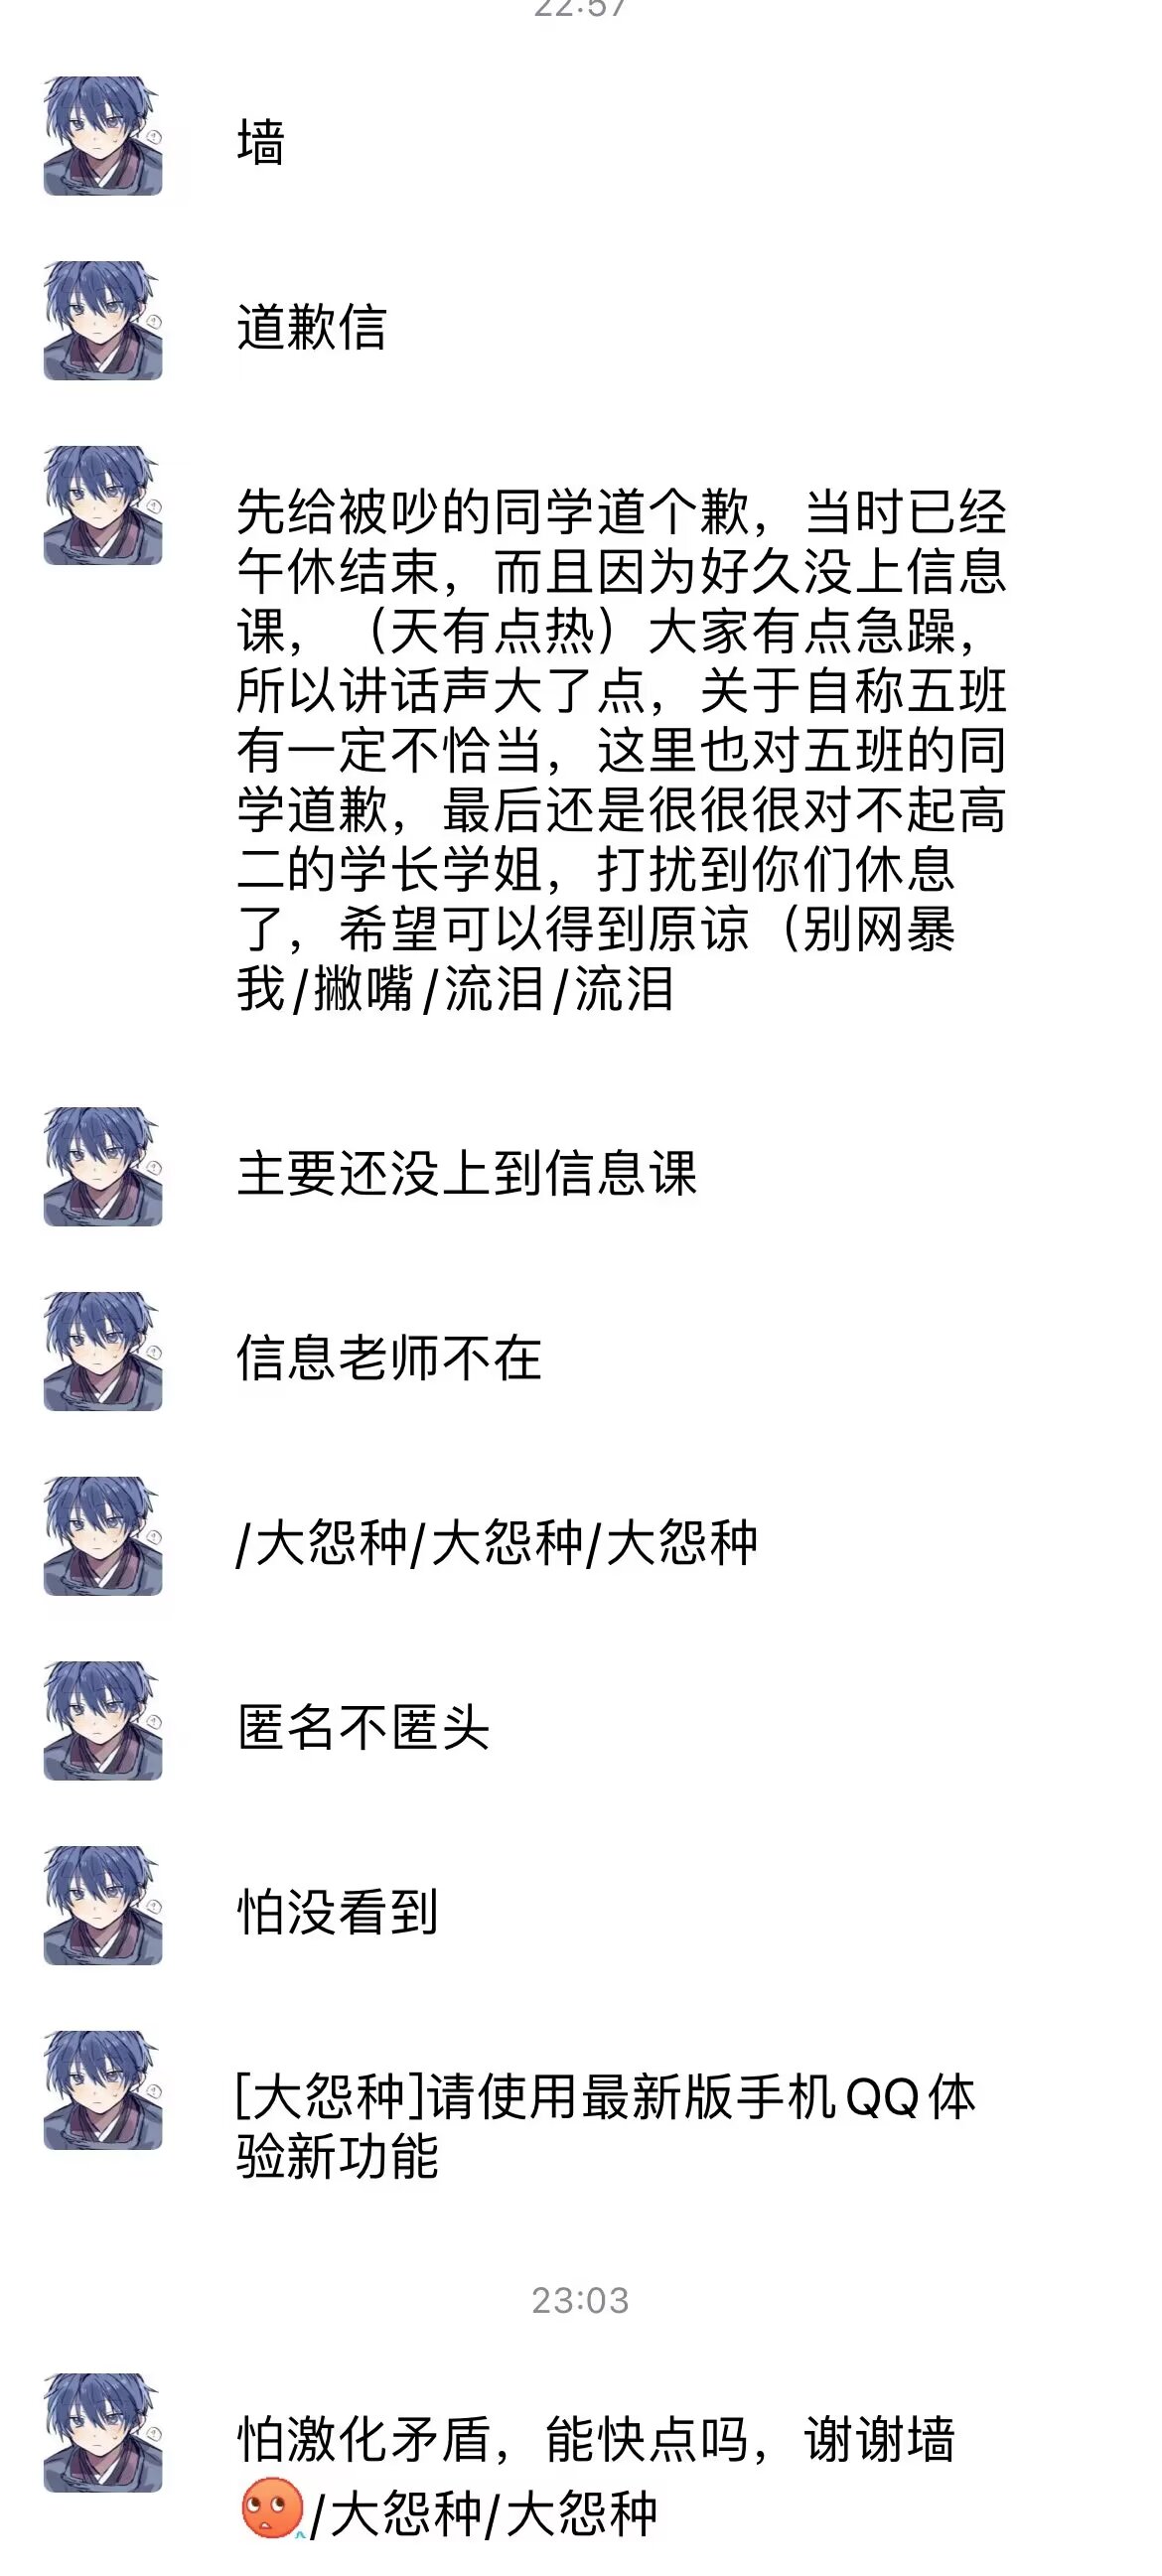 22:57
墙
道歉信
先给被吵的同学道个歉，当时已经
午休结束，而且因为好久没上信息
课，（天有点热）大家有点急躁，
所以讲话声大了点，关于自称五班
有一定不恰当，这里也对五班的同
学道歉，最后还是很很很对不起高
二的学长学姐，打扰到你们休息
了，希望可以得到原谅（别网暴
我/撇嘴/流泪/流泪
主要还没上到信息课
信息老师不在
/大怨种/大怨种/大怨种
匿名不匿头
怕没看到
[大怨种]请使用最新版手机QQ体
验新功能
23:03
怕激化矛盾，能快点吗，谢谢墙
/大怨种/大怨种